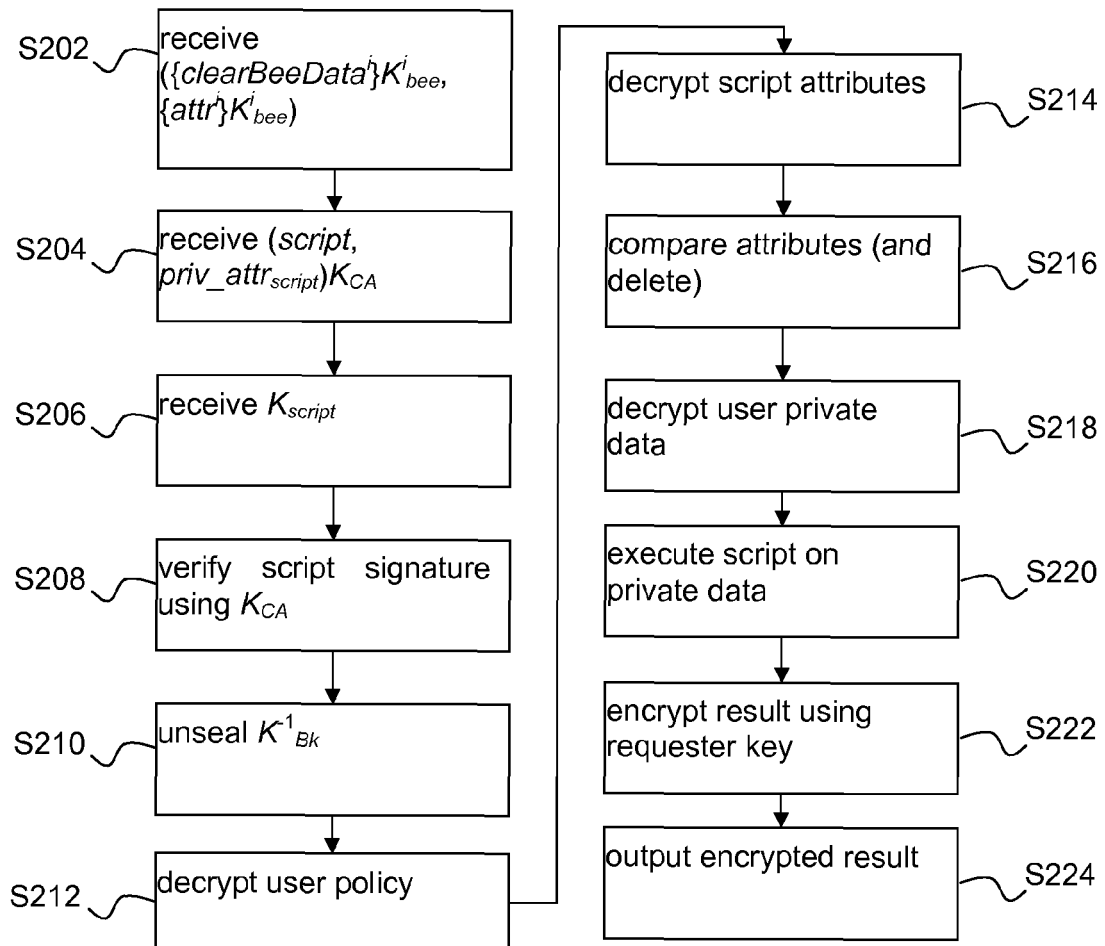 S202
receive
({clearBeeData^i}K^i_bee,
{attr^i}K^i_bee)
S204
receive (script,
priv_attr_script)K_CA
S206
receive K_script
S208
verify script signature
using K_CA
S210
unseal K^-1_Bk
S212
decrypt user policy
decrypt script attributes
S214
compare attributes (and
delete)
S216
decrypt user private
data
S218
execute script on
private data
S220
encrypt result using
requester key
S222
output encrypted result
S224